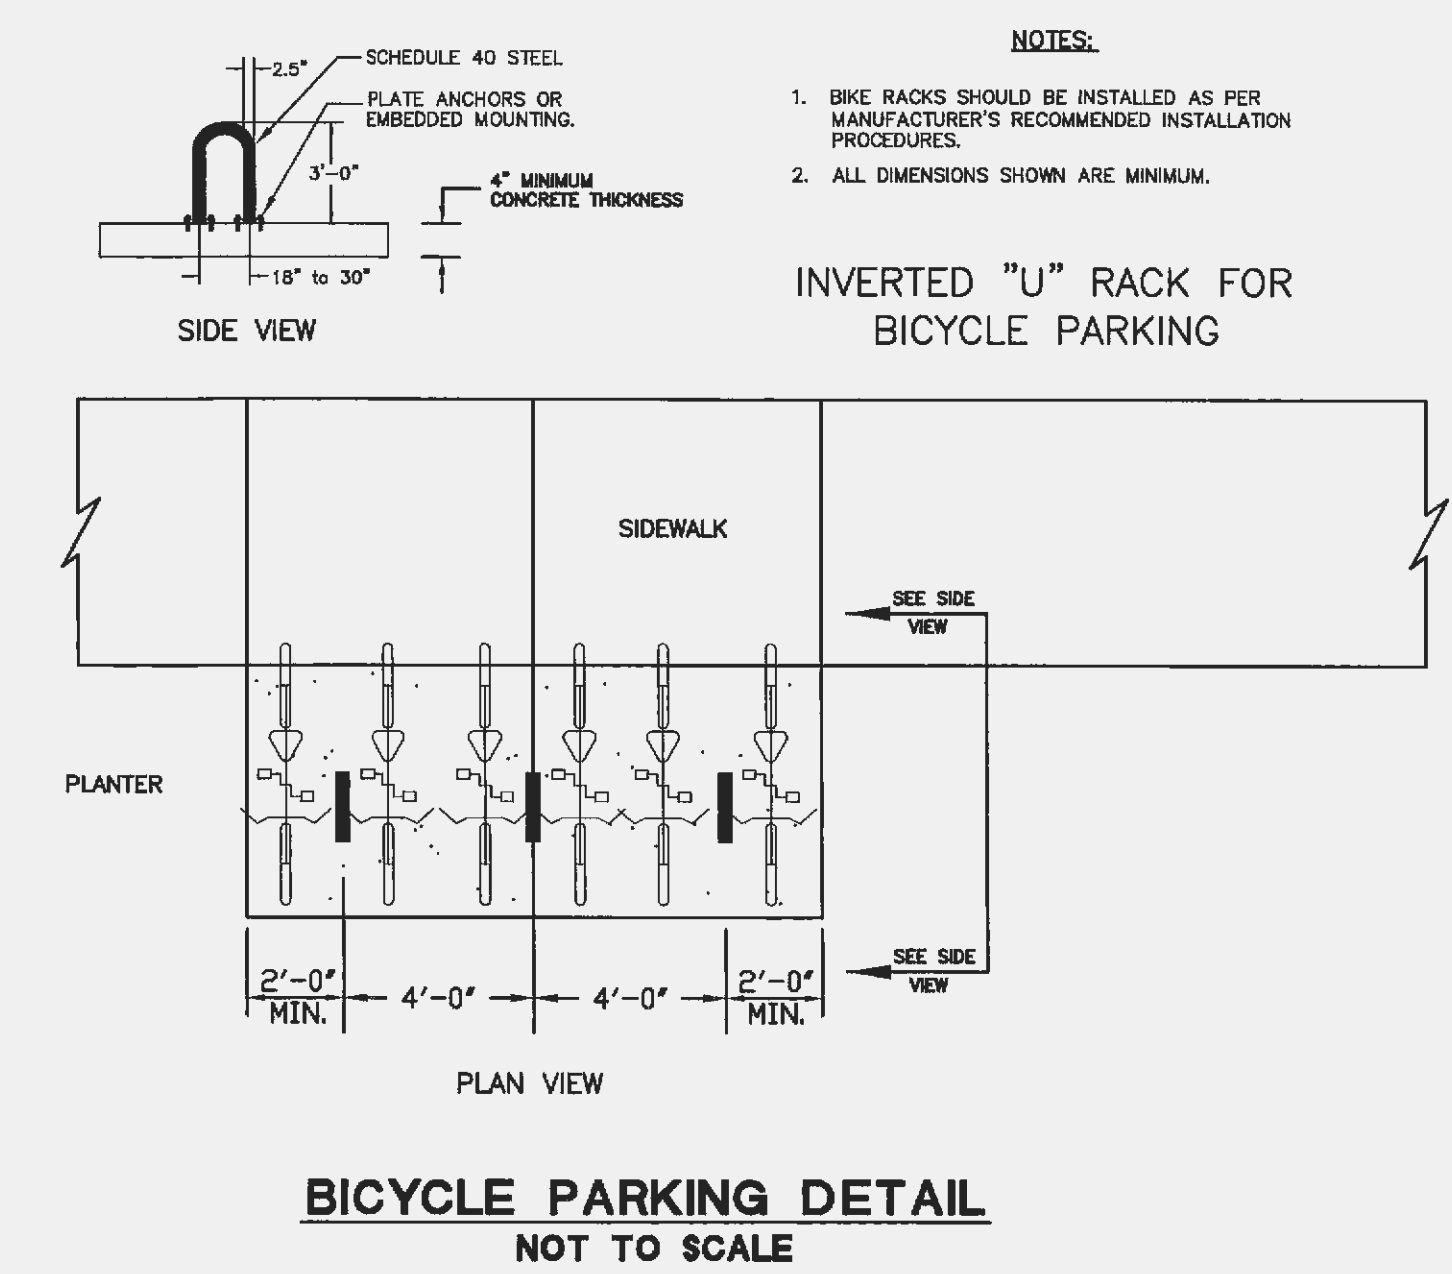 2.5"
SCHEDULE 40 STEEL
PLATE ANCHORS OR
EMBEDDED MOUNTING.
3'-0"
4" MINIMUM
CONCRETE THICKNESS
18" to 30"
SIDE VIEW
NOTES:
1. BIKE RACKS SHOULD BE INSTALLED AS PER
MANUFACTURER'S RECOMMENDED INSTALLATION
PROCEDURES.
2. ALL DIMENSIONS SHOWN ARE MINIMUM.
INVERTED "U" RACK FOR
BICYCLE PARKING
SIDEWALK
SEE SIDE
VIEW
PLANTER
SEE SIDE
VIEW
2'-0"
MIN.
4'-0"
4'-0"
2'-0"
MIN.
PLAN VIEW
BICYCLE PARKING DETAIL
NOT TO SCALE